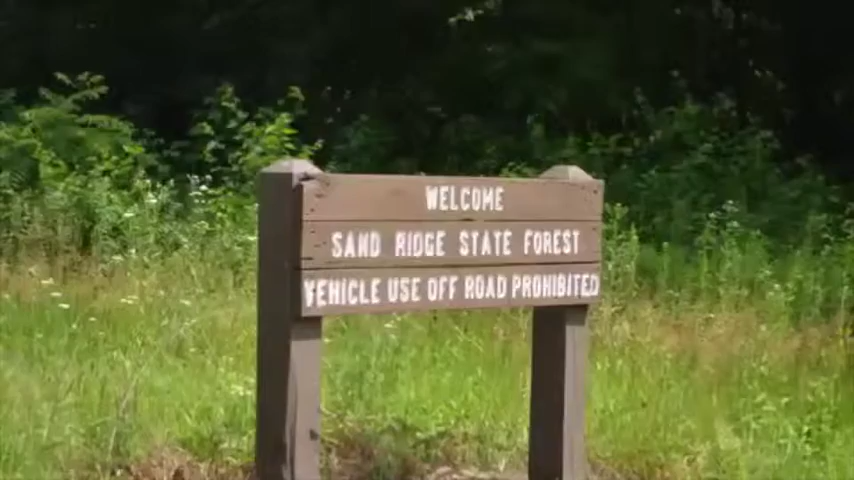 WELCOME
SAND RIDGE STATE FOREST
VEHICLE USE OFF ROAD PROHIBITED